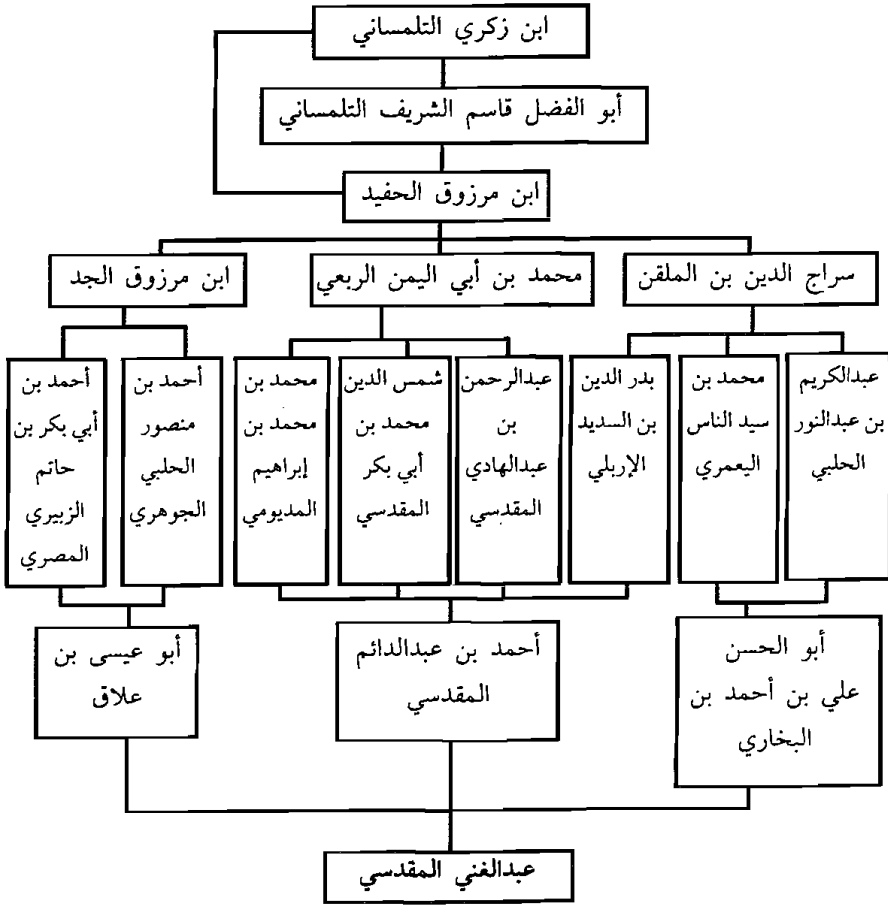 ابن زكري التلمساني
أبو الفضل قاسم الشريف التلمساني
ابن مرزوق الحفيد
سراج الدين بن الملقن
محمد بن أبي اليمن الربعي
ابن مرزوق الجد
عبدالكريم
بن عبدالنور
الحلبي
محمد بن
سيد الناس
اليعمري
بدر الدين
بن السديد
الإربلي
عبدالرحمن
بن
عبدالهادي
المقدسي
شمس الدين
محمد بن
أبي بكر
المقدسي
محمد بن
محمد بن
إبراهيم
المديومي
أحمد بن
منصور
الحلبي
الجوهري
أحمد بن
أبي بكر بن
حاتم
الزبيري
المصري
أبو الحسن
علي بن أحمد بن
البخاري
أحمد بن عبدالدائم
المقدسي
أبو عيسى بن
علاق
عبدالغني المقدسي